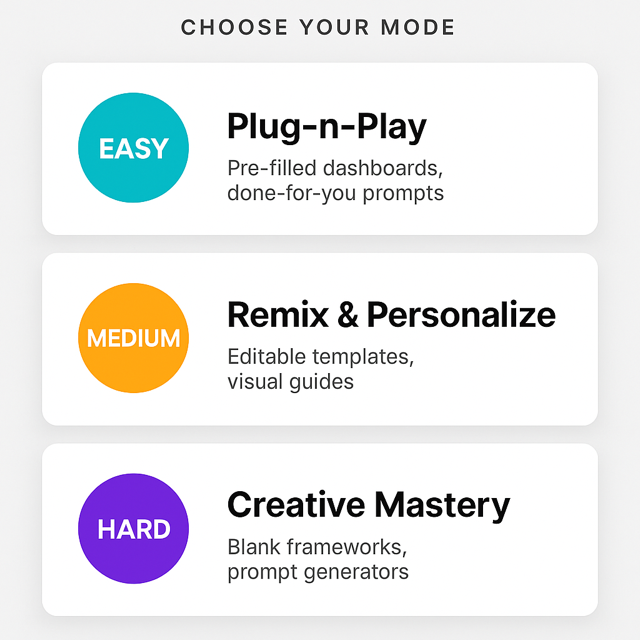 CHOOSE YOUR MODE
EASY
Plug-n-Play
Pre-filled dashboards,
done-for-you prompts
MEDIUM
Remix & Personalize
Editable templates,
visual guides
HARD
Creative Mastery
Blank frameworks,
prompt generators